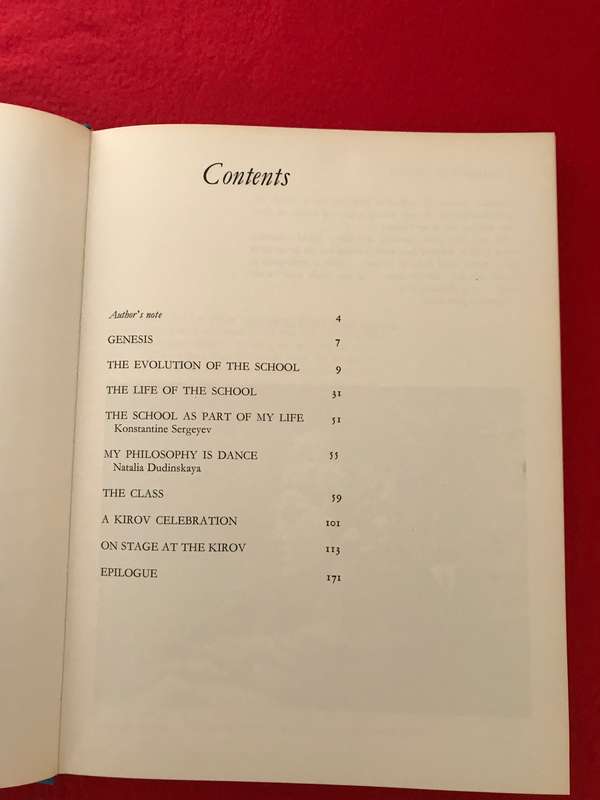 Contents
Author's note 4
GENESIS 7
THE EVOLUTION OF THE SCHOOL 9
THE LIFE OF THE SCHOOL 31
THE SCHOOL AS PART OF MY LIFE 51
Konstantine Sergeyev
MY PHILOSOPHY IS DANCE 55
Natalia Dudinskaya
THE CLASS 59
A KIROV CELEBRATION 101
ON STAGE AT THE KIROV 113
EPILOGUE 171